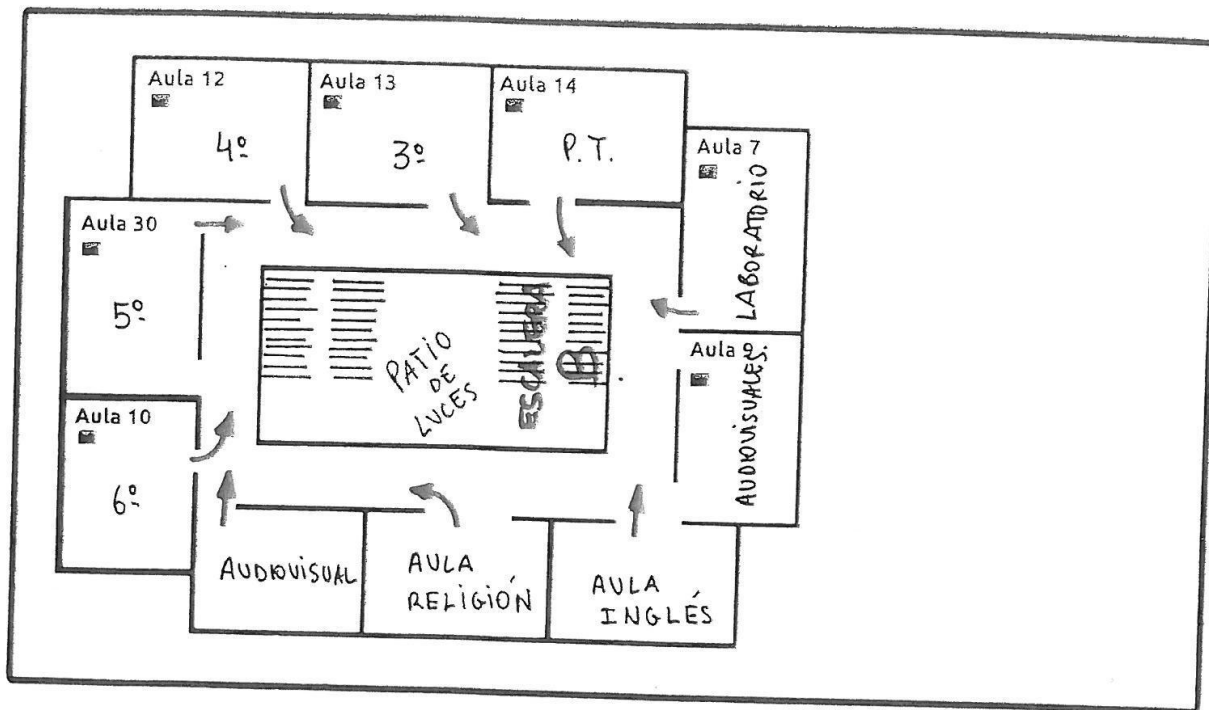 Aula 12
4º
Aula 13
3º
Aula 14
P.T.
Aula 7
LABORATORIO
Aula 30
5º
PATIO
DE
LUCES
ESCALERA
B
Aula
AUDIOVISUALES.
Aula 10
6º
AUDIOVISUAL
AULA
RELIGIÓN
AULA
INGLÉS